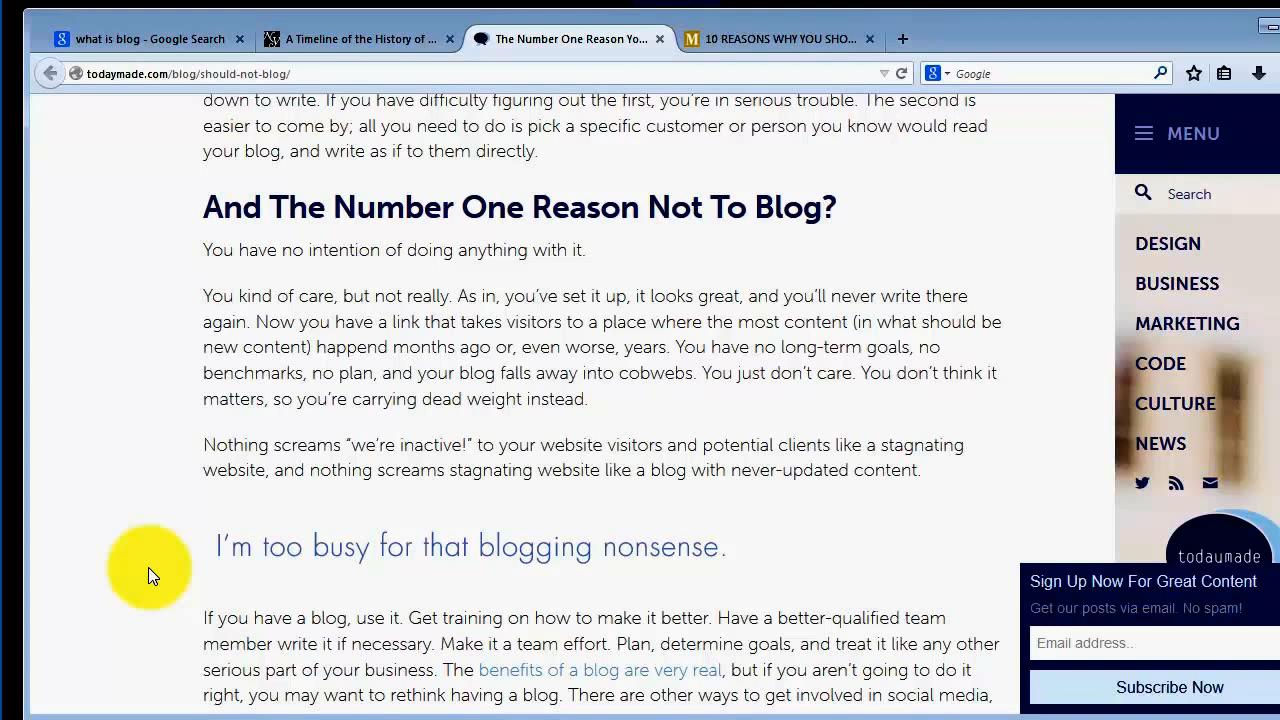 what is blog - Google Search
A Timeline of the History of ...
The Number One Reason Yo...
10 REASONS WHY YOU SHO...
todaymade.com/blog/should-not-blog/
Google
down to write. If you have difficulty figuring out the first, you're in serious trouble. The second is
easier to come by; all you need to do is pick a specific customer or person you know would read
your blog, and write as if to them directly.
And The Number One Reason Not To Blog?
You have no intention of doing anything with it.
You kind of care, but not really. As in, you've set it up, it looks great, and you'll never write there
again. Now you have a link that takes visitors to a place where the most content (in what should be
new content) happend months ago or, even worse, years. You have no long-term goals, no
benchmarks, no plan, and your blog falls away into cobwebs. You just don't care. You don't think it
matters, so you're carrying dead weight instead.
Nothing screams “we're inactive!” to your website visitors and potential clients like a stagnating
website, and nothing screams stagnating website like a blog with never-updated content.
I'm too busy for that blogging nonsense.
If you have a blog, use it. Get training on how to make it better. Have a better-qualified team
member write it if necessary. Make it a team effort. Plan, determine goals, and treat it like any other
serious part of your business. The benefits of a blog are very real, but if you aren't going to do it
right, you may want to rethink having a blog. There are other ways to get involved in social media,
MENU
Search
DESIGN
BUSINESS
MARKETING
CODE
CULTURE
NEWS
todaymade
Sign Up Now For Great Content
Get our posts via email. No spam!
Email address..
Subscribe Now